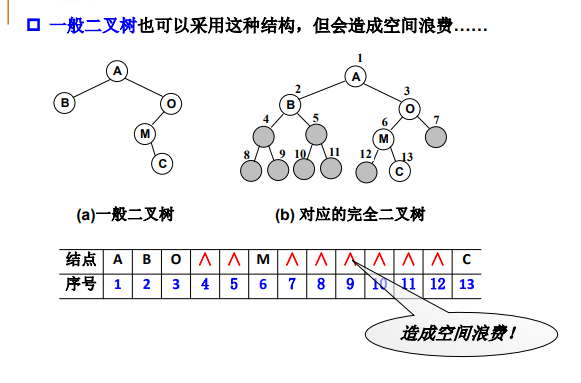 一般二叉树也可以采用这种结构，但会造成空间浪费……
A
B
O
M
C
1
A
2
B
3
O
4
5
6
M
7
8
9
10
11
12
13
C
(a)一般二叉树
(b) 对应的完全二叉树
结点 A B O ∧ ∧ M ∧ ∧ ∧ ∧ ∧ ∧ C
序号 1 2 3 4 5 6 7 8 9 10 11 12 13
造成空间浪费！